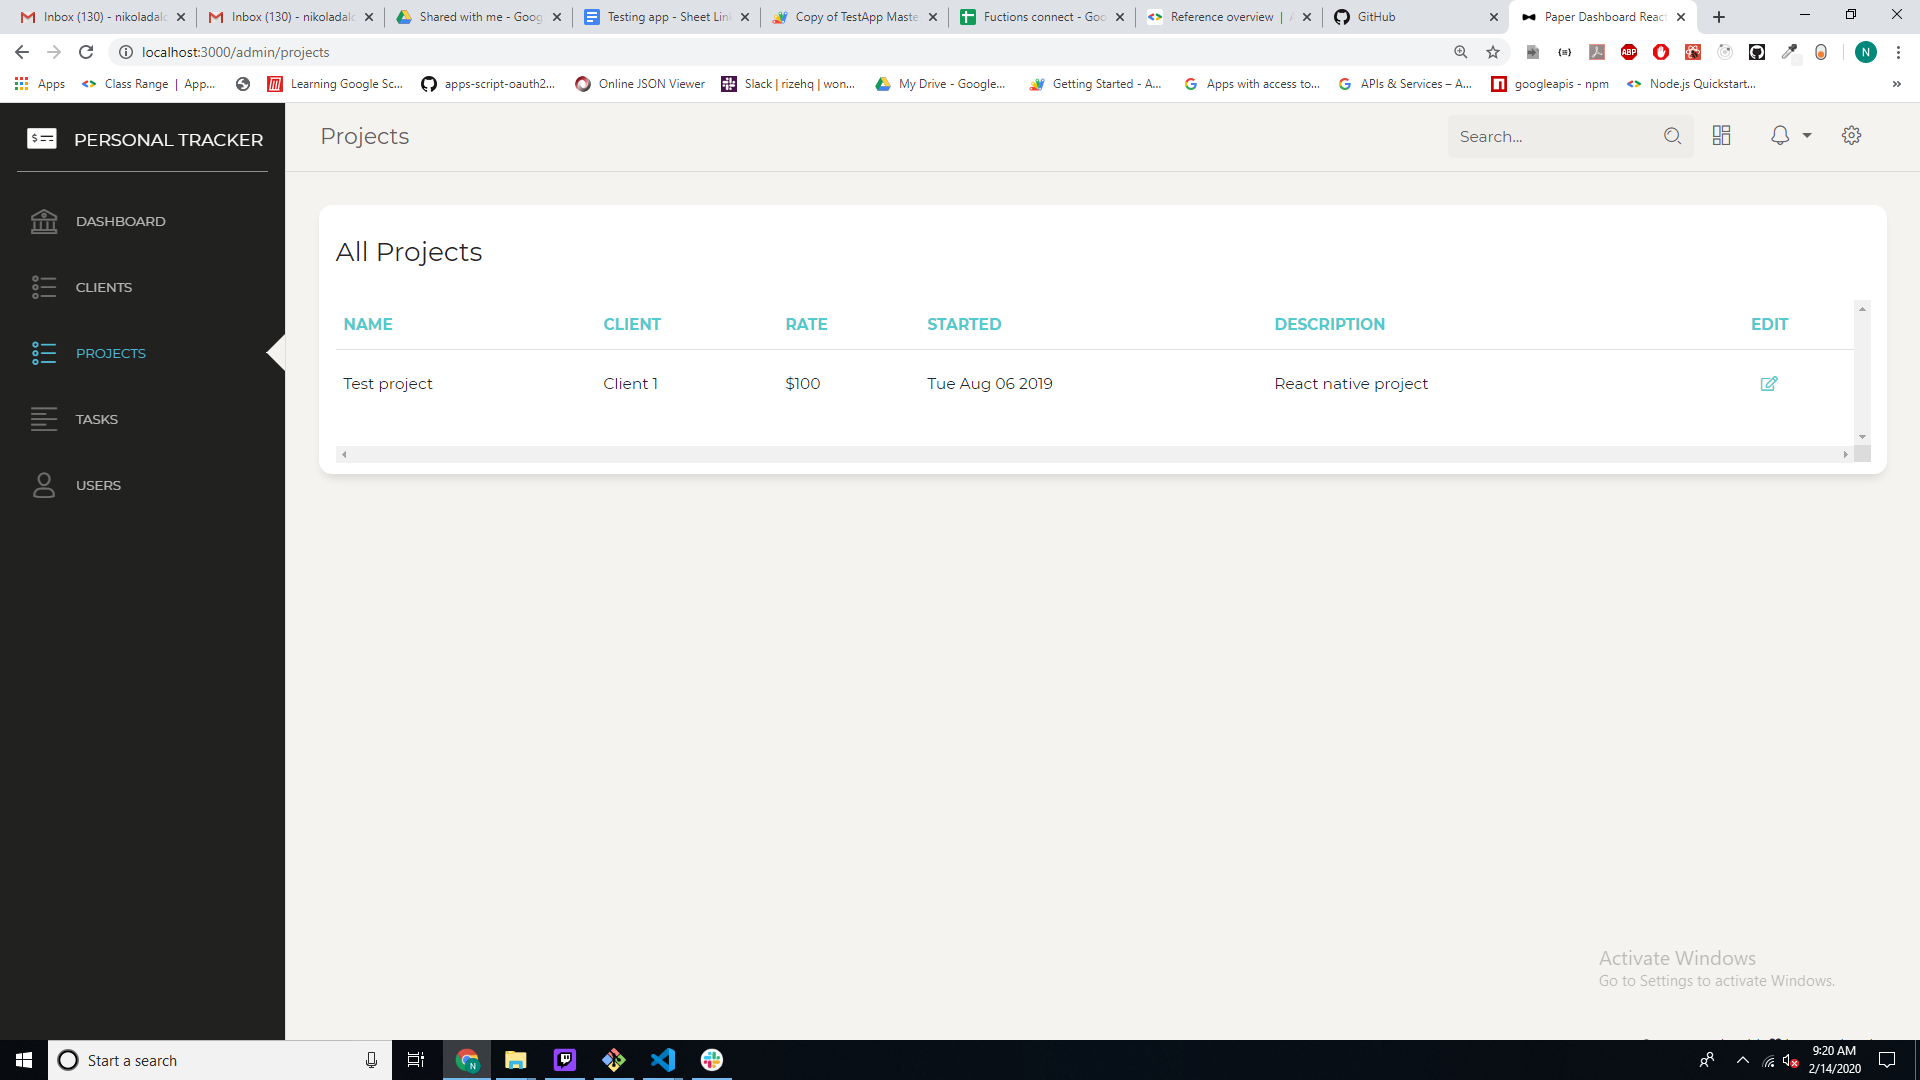 Inbox (130) - nikoladalc
Inbox (130) - nikoladalc
Shared with me - Goog
Testing app - Sheet Lin
Copy of TestApp Maste
Fuctions connect - Goo
Reference overview |
GitHub
Paper Dashboard React
localhost:3000/admin/projects
ABP
N
Apps
Class Range | App...
Learning Google Sc...
apps-script-oauth2...
Online JSON Viewer
Slack | rizehq | won...
My Drive - Google...
Getting Started - A...
Apps with access to...
APIs & Services – A...
googleapis - npm
Node.js Quickstart...
PERSONAL TRACKER
DASHBOARD
CLIENTS
PROJECTS
TASKS
USERS
Projects
Search...
All Projects
NAME CLIENT RATE STARTED DESCRIPTION EDIT
Test project Client 1 $100 Tue Aug 06 2019 React native project
Activate Windows
Go to Settings to activate Windows.
Start a search
N
9:20 AM
2/14/2020